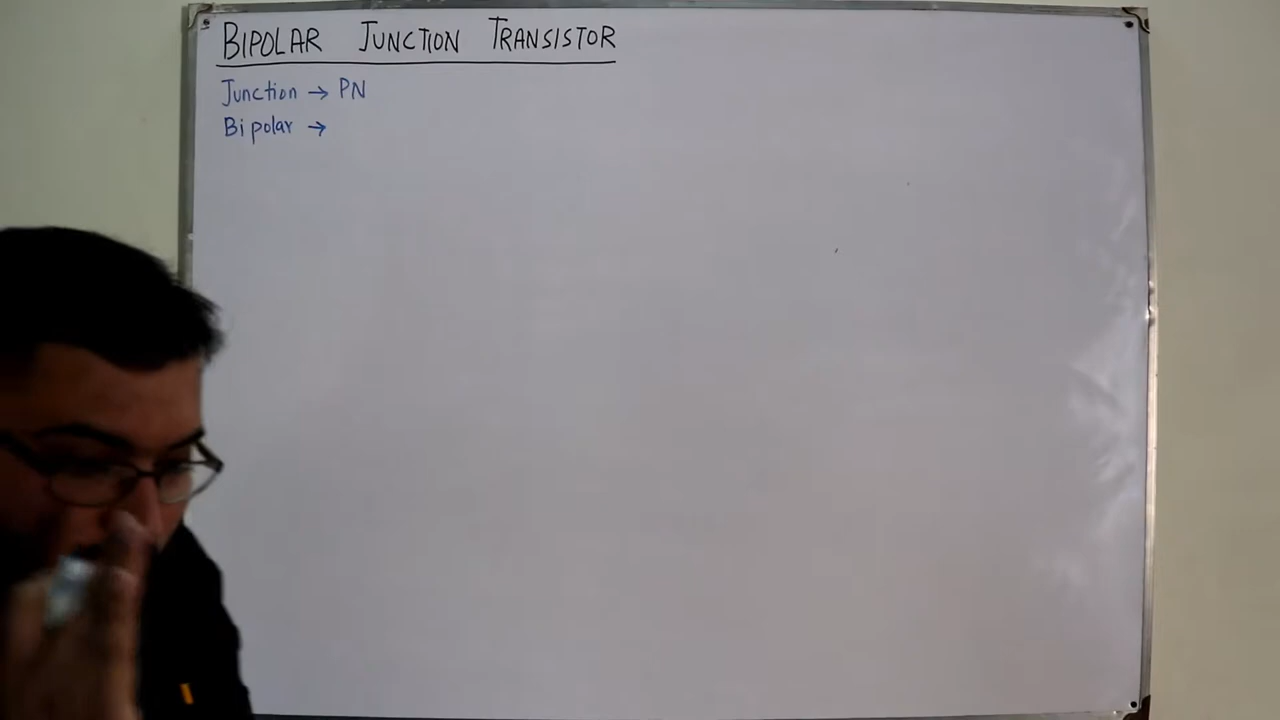 BIPOLAR JUNCTION TRANSISTOR
Junction → PN
Bipolar →